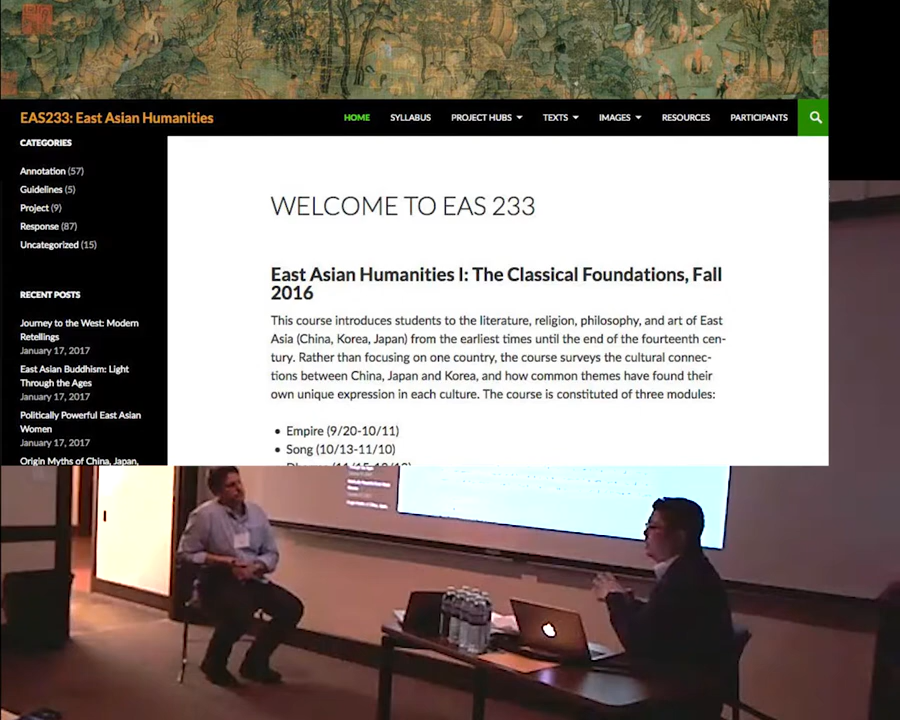 EAS233: East Asian Humanities
HOME SYLLABUS PROJECT HUBS TEXTS IMAGES RESOURCES PARTICIPANTS
CATEGORIES
Annotation (57)
Guidelines (5)
Project (9)
Response (87)
Uncategorized (15)
RECENT POSTS
Journey to the West: Modern
Retellings
January 17, 2017
East Asian Buddhism: Light
Through the Ages
January 17, 2017
Politically Powerful East Asian
Women
January 17, 2017
Origin Myths of China, Japan,
WELCOME TO EAS 233
East Asian Humanities I: The Classical Foundations, Fall
2016
This course introduces students to the literature, religion, philosophy, and art of East
Asia (China, Korea, Japan) from the earliest times until the end of the fourteenth cen-
tury. Rather than focusing on one country, the course surveys the cultural connec-
tions between China, Japan and Korea, and how common themes have found their
own unique expression in each culture. The course is constituted of three modules:
• Empire (9/20-10/11)
• Song (10/13-11/10)